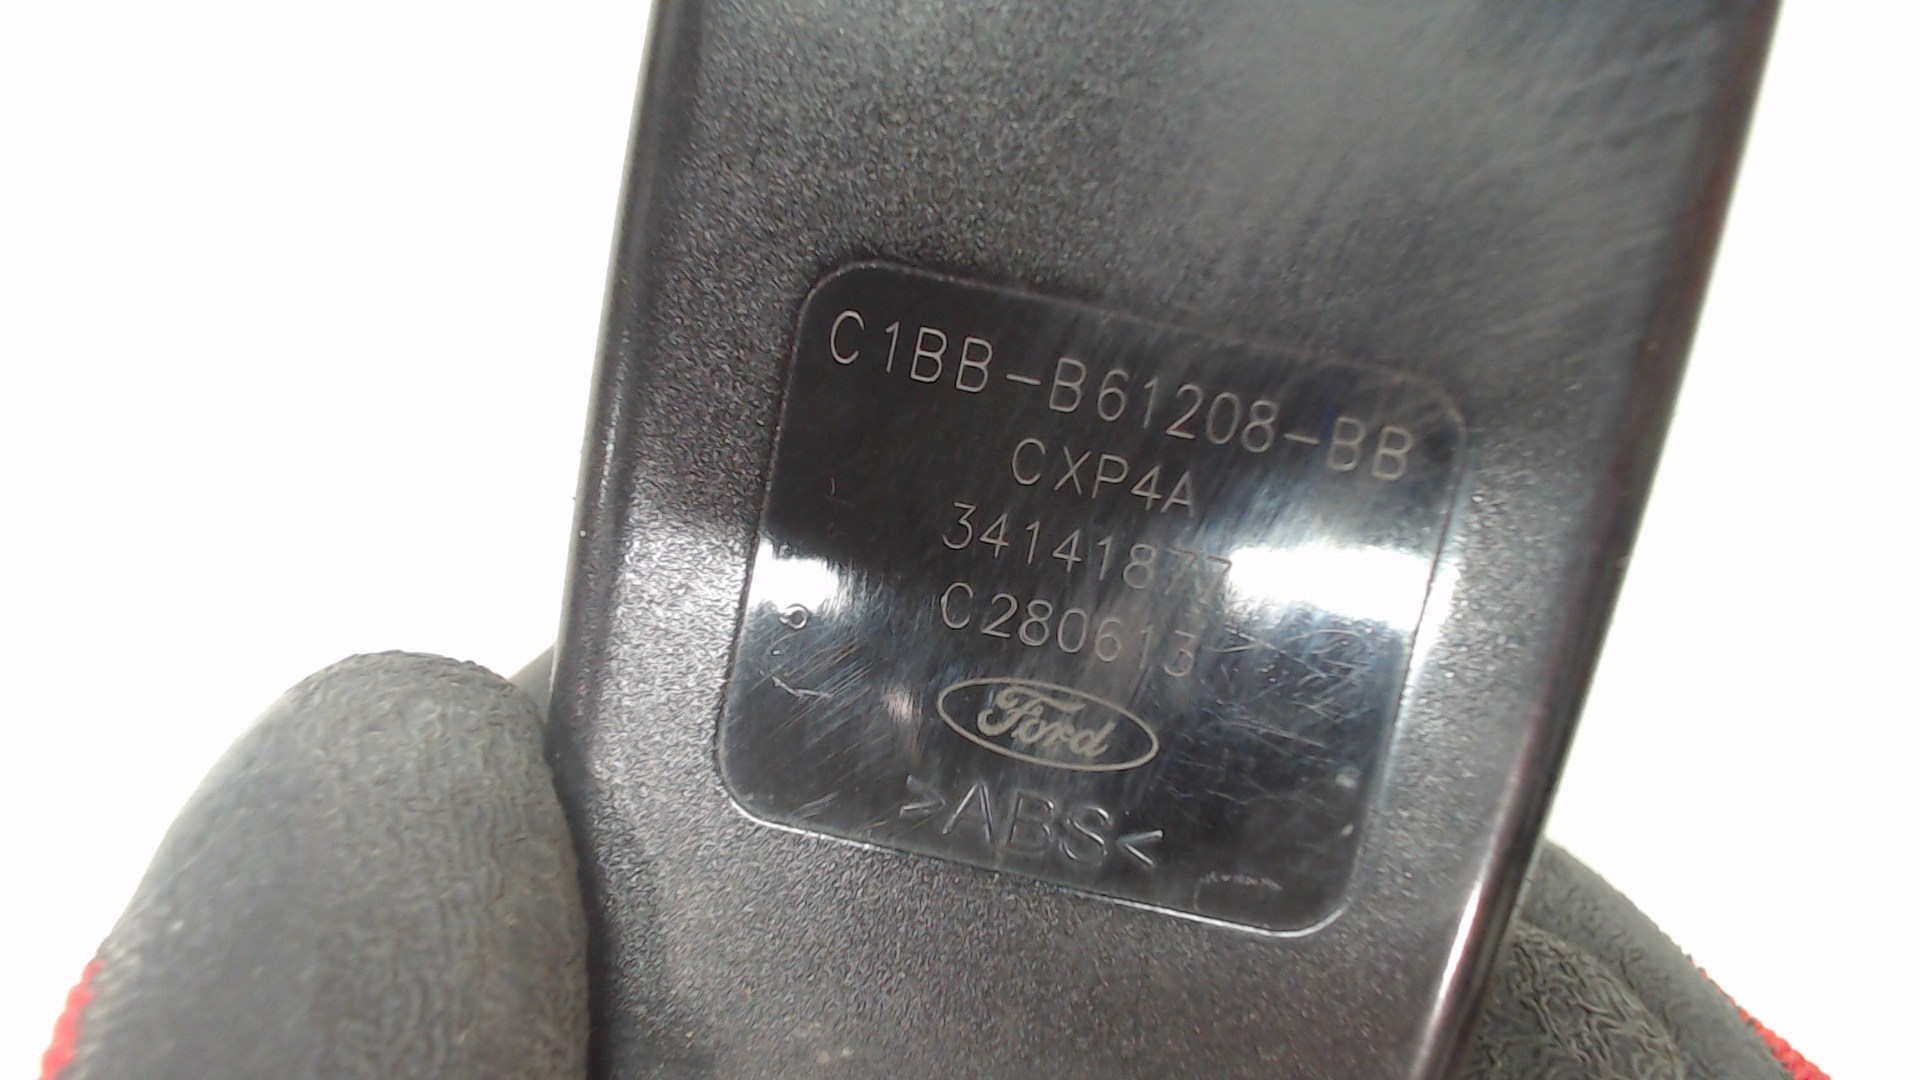 C1BB-B61208-BB
CXP4A
34141877
C280613
Ford
>ABS<